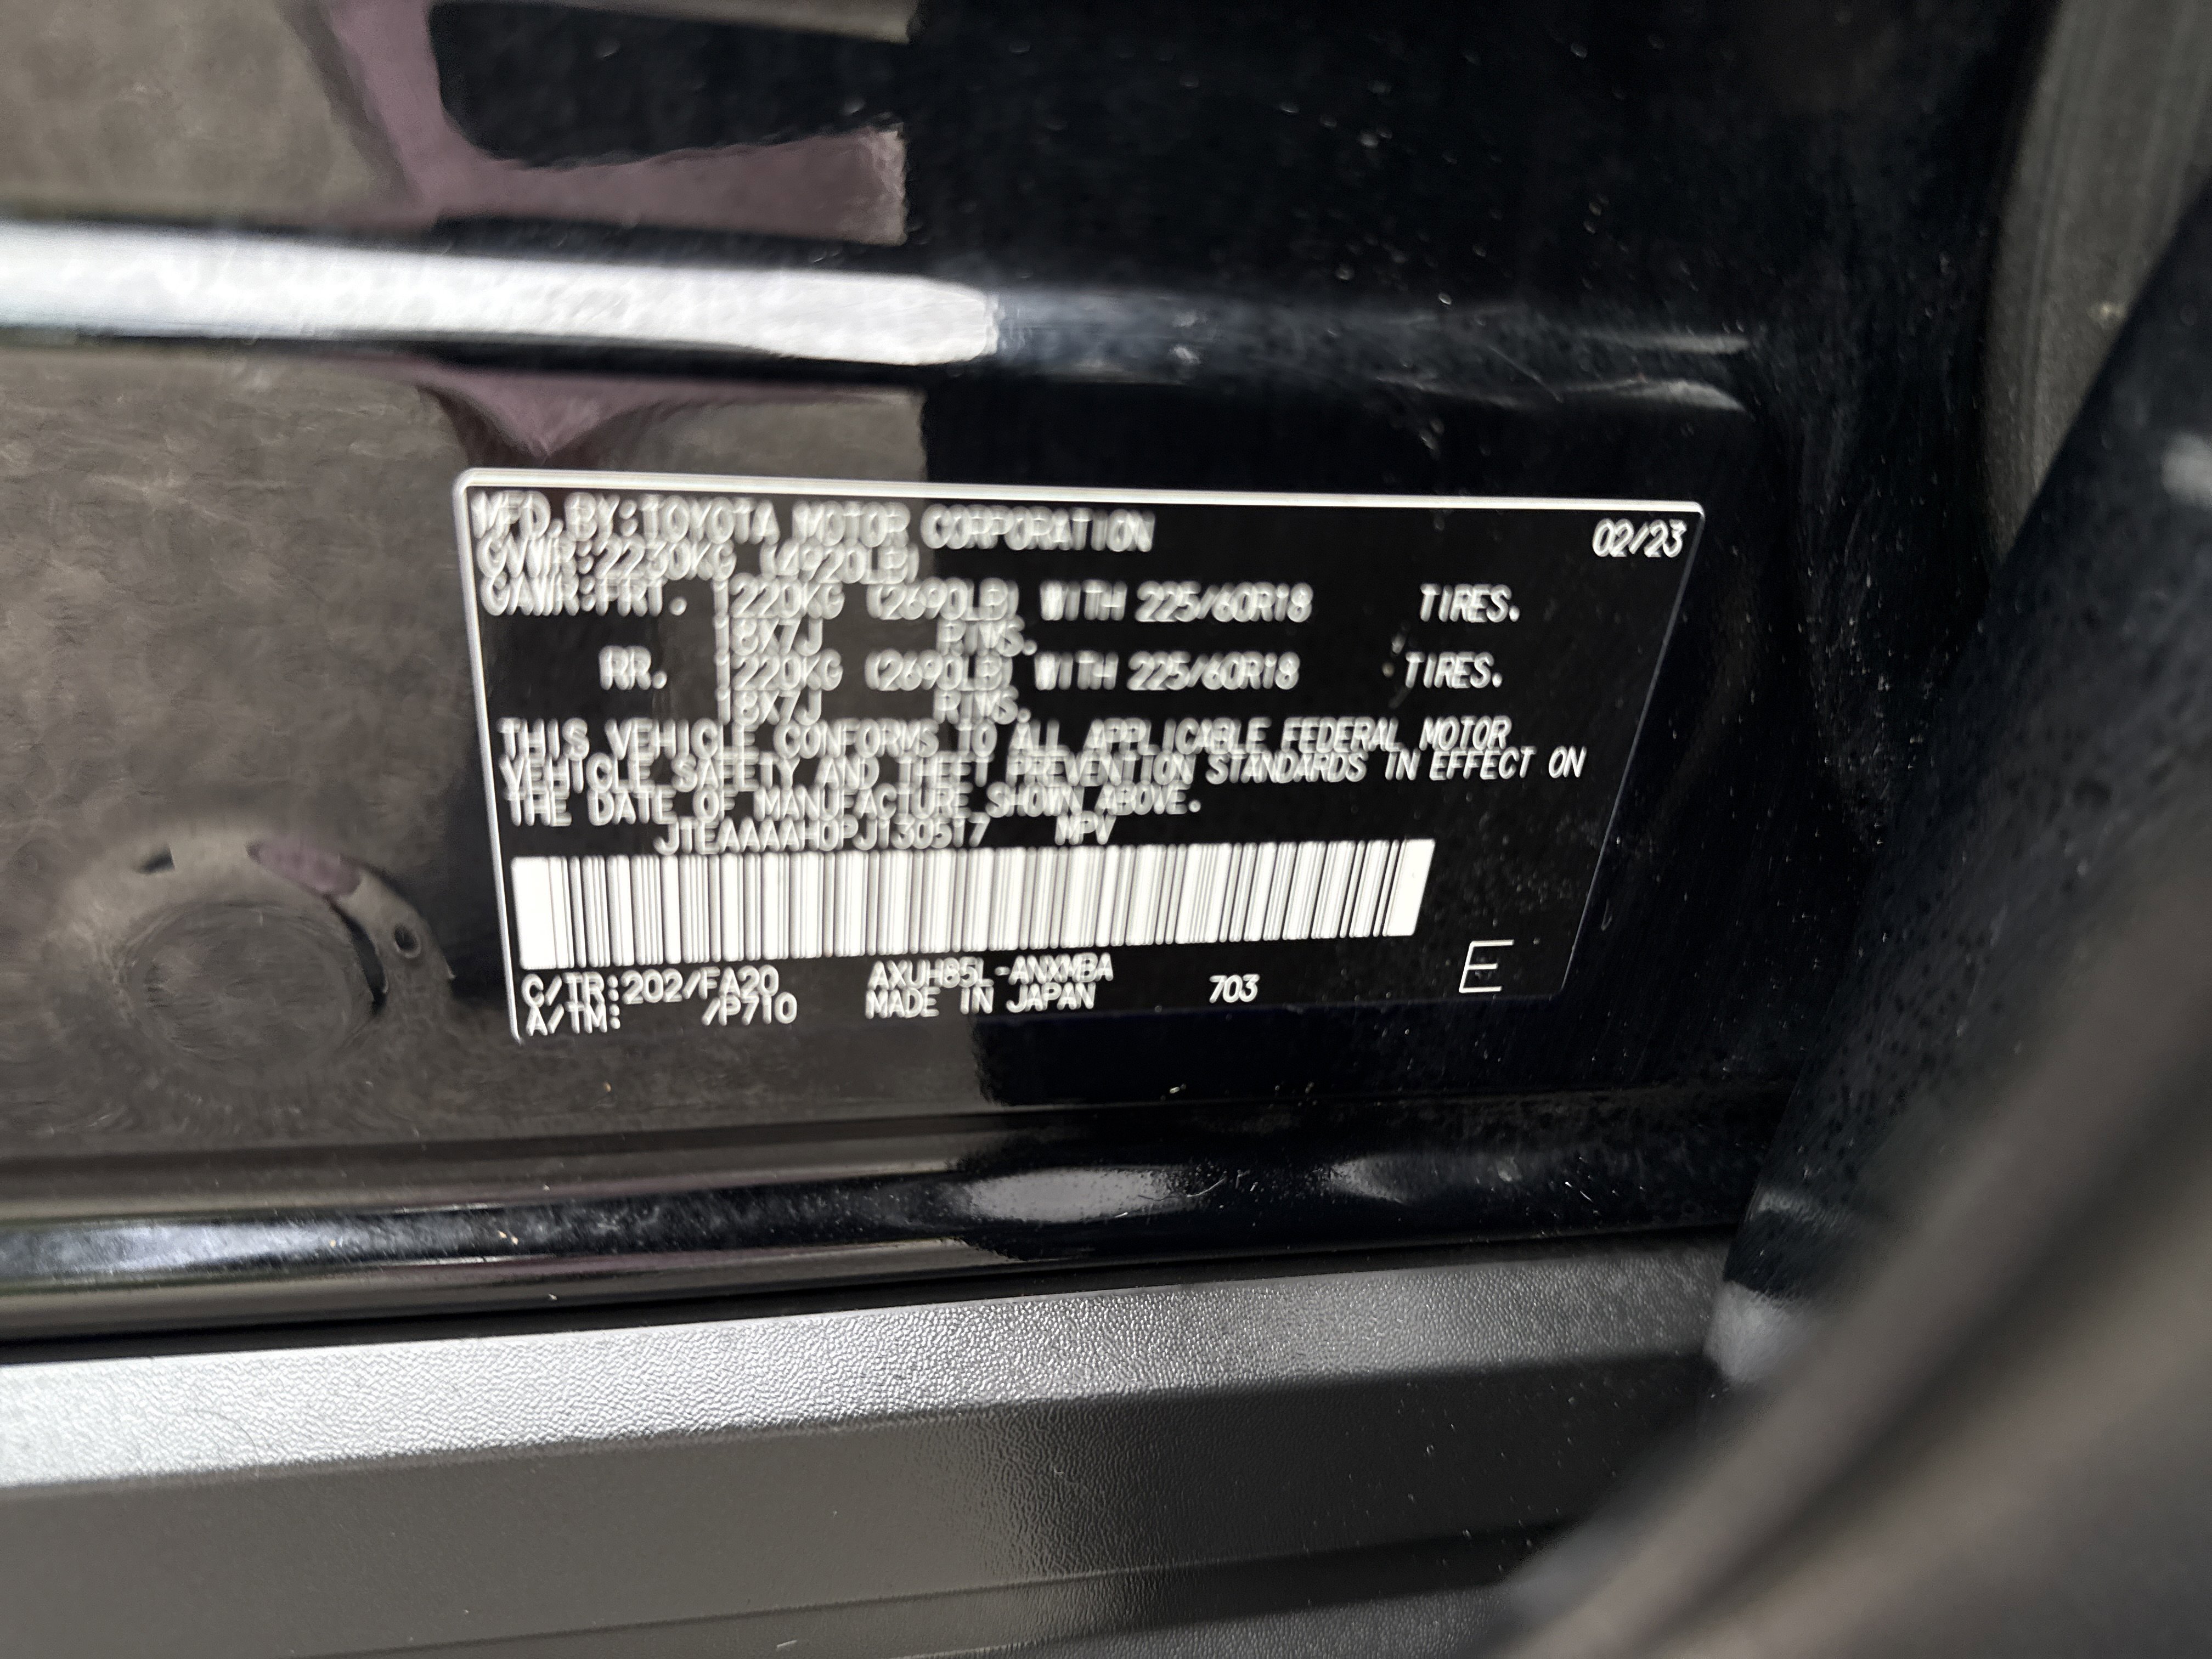 MFD.BY:TOYOTA MOTOR CORPORATION 02/23
GVWR:2230KG (4920LB)
GAWR:FRT. 1220KG (2690LB) WITH 225/60R18 TIRES.
18X7J RIMS.
RR. 1220KG (2690LB) WITH 225/60R18 TIRES.
18X7J RIMS.
THIS VEHICLE CONFORMS TO ALL APPLICABLE FEDERAL MOTOR
VEHICLE SAFETY AND THEFT PREVENTION STANDARDS IN EFFECT ON
THE DATE OF MANUFACTURE SHOWN ABOVE.
JTEAAAAH0PJ130517 MPV
C/TR:202/FA20 AXUH85L-ANXMBA 703 E
A/TM: /P710 MADE IN JAPAN